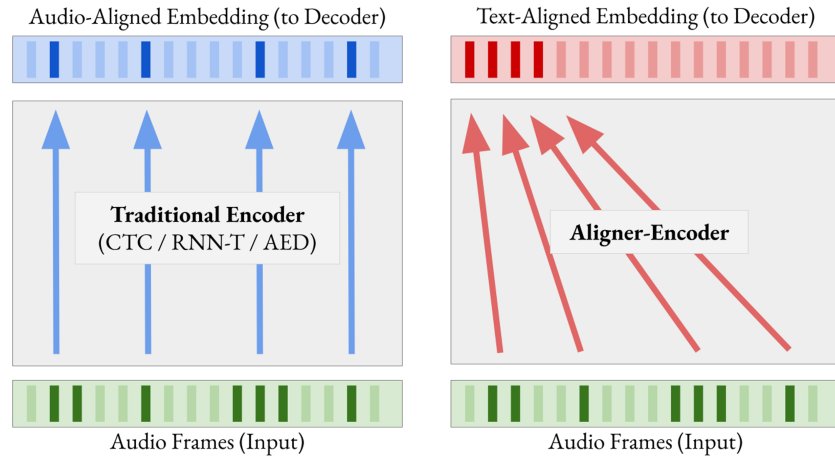 Audio-Aligned Embedding (to Decoder)
Traditional Encoder
(CTC / RNN-T / AED)
Audio Frames (Input)
Text-Aligned Embedding (to Decoder)
Aligner-Encoder
Audio Frames (Input)